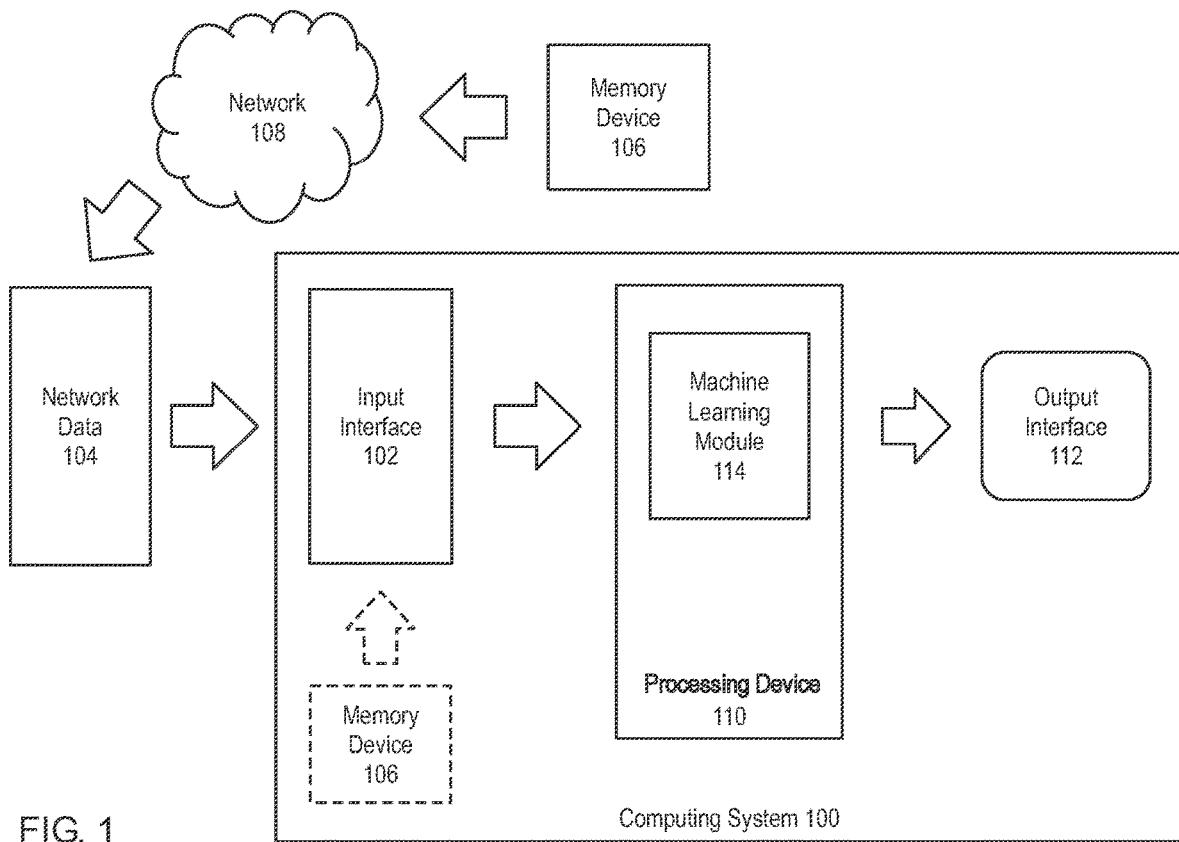 Network
108
Memory
Device
106
Network
Data
104
Input
Interface
102
Machine
Learning
Module
114
Output
Interface
112
Processing Device
110
Memory
Device
106
Computing System 100
FIG. 1